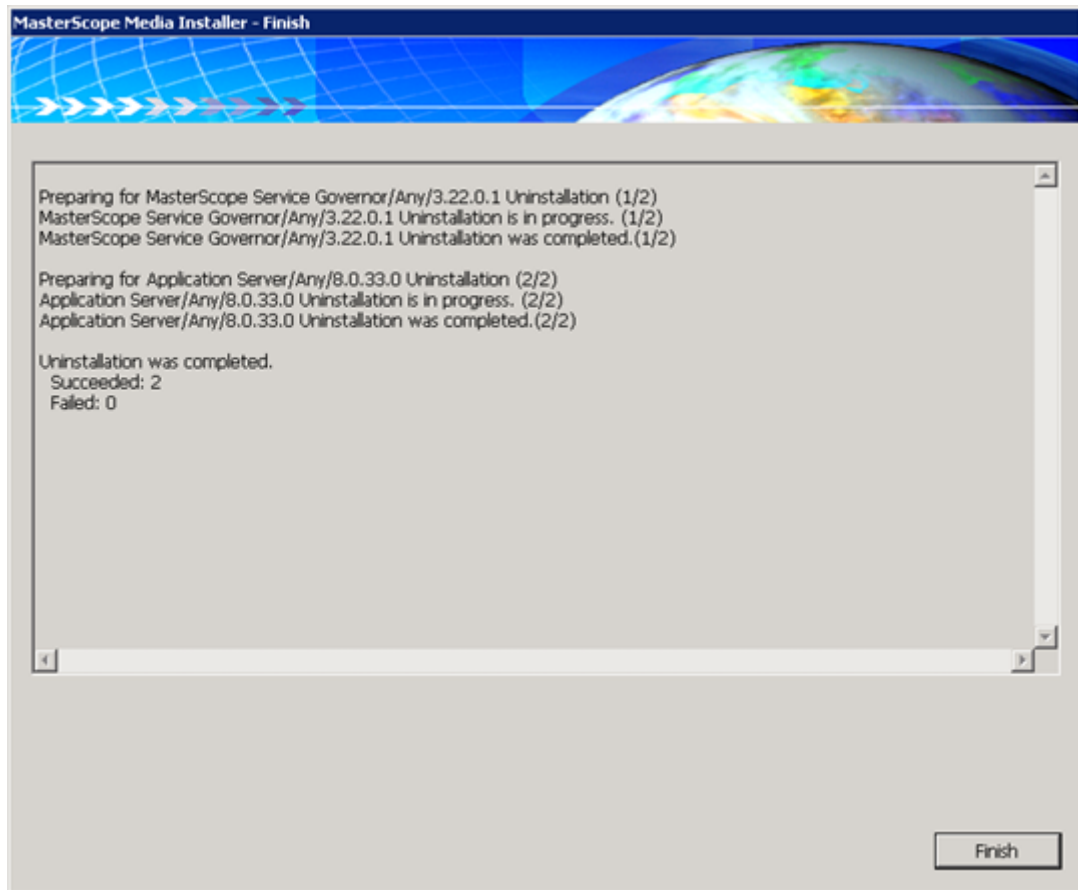 MasterScope Media Installer - Finish
Preparing for MasterScope Service Governor/Any/3.22.0.1 Uninstallation (1/2)
MasterScope Service Governor/Any/3.22.0.1 Uninstallation is in progress. (1/2)
MasterScope Service Governor/Any/3.22.0.1 Uninstallation was completed.(1/2)
Preparing for Application Server/Any/8.0.33.0 Uninstallation (2/2)
Application Server/Any/8.0.33.0 Uninstallation is in progress. (2/2)
Application Server/Any/8.0.33.0 Uninstallation was completed.(2/2)
Uninstallation was completed.
Succeeded: 2
Failed: 0
Finish